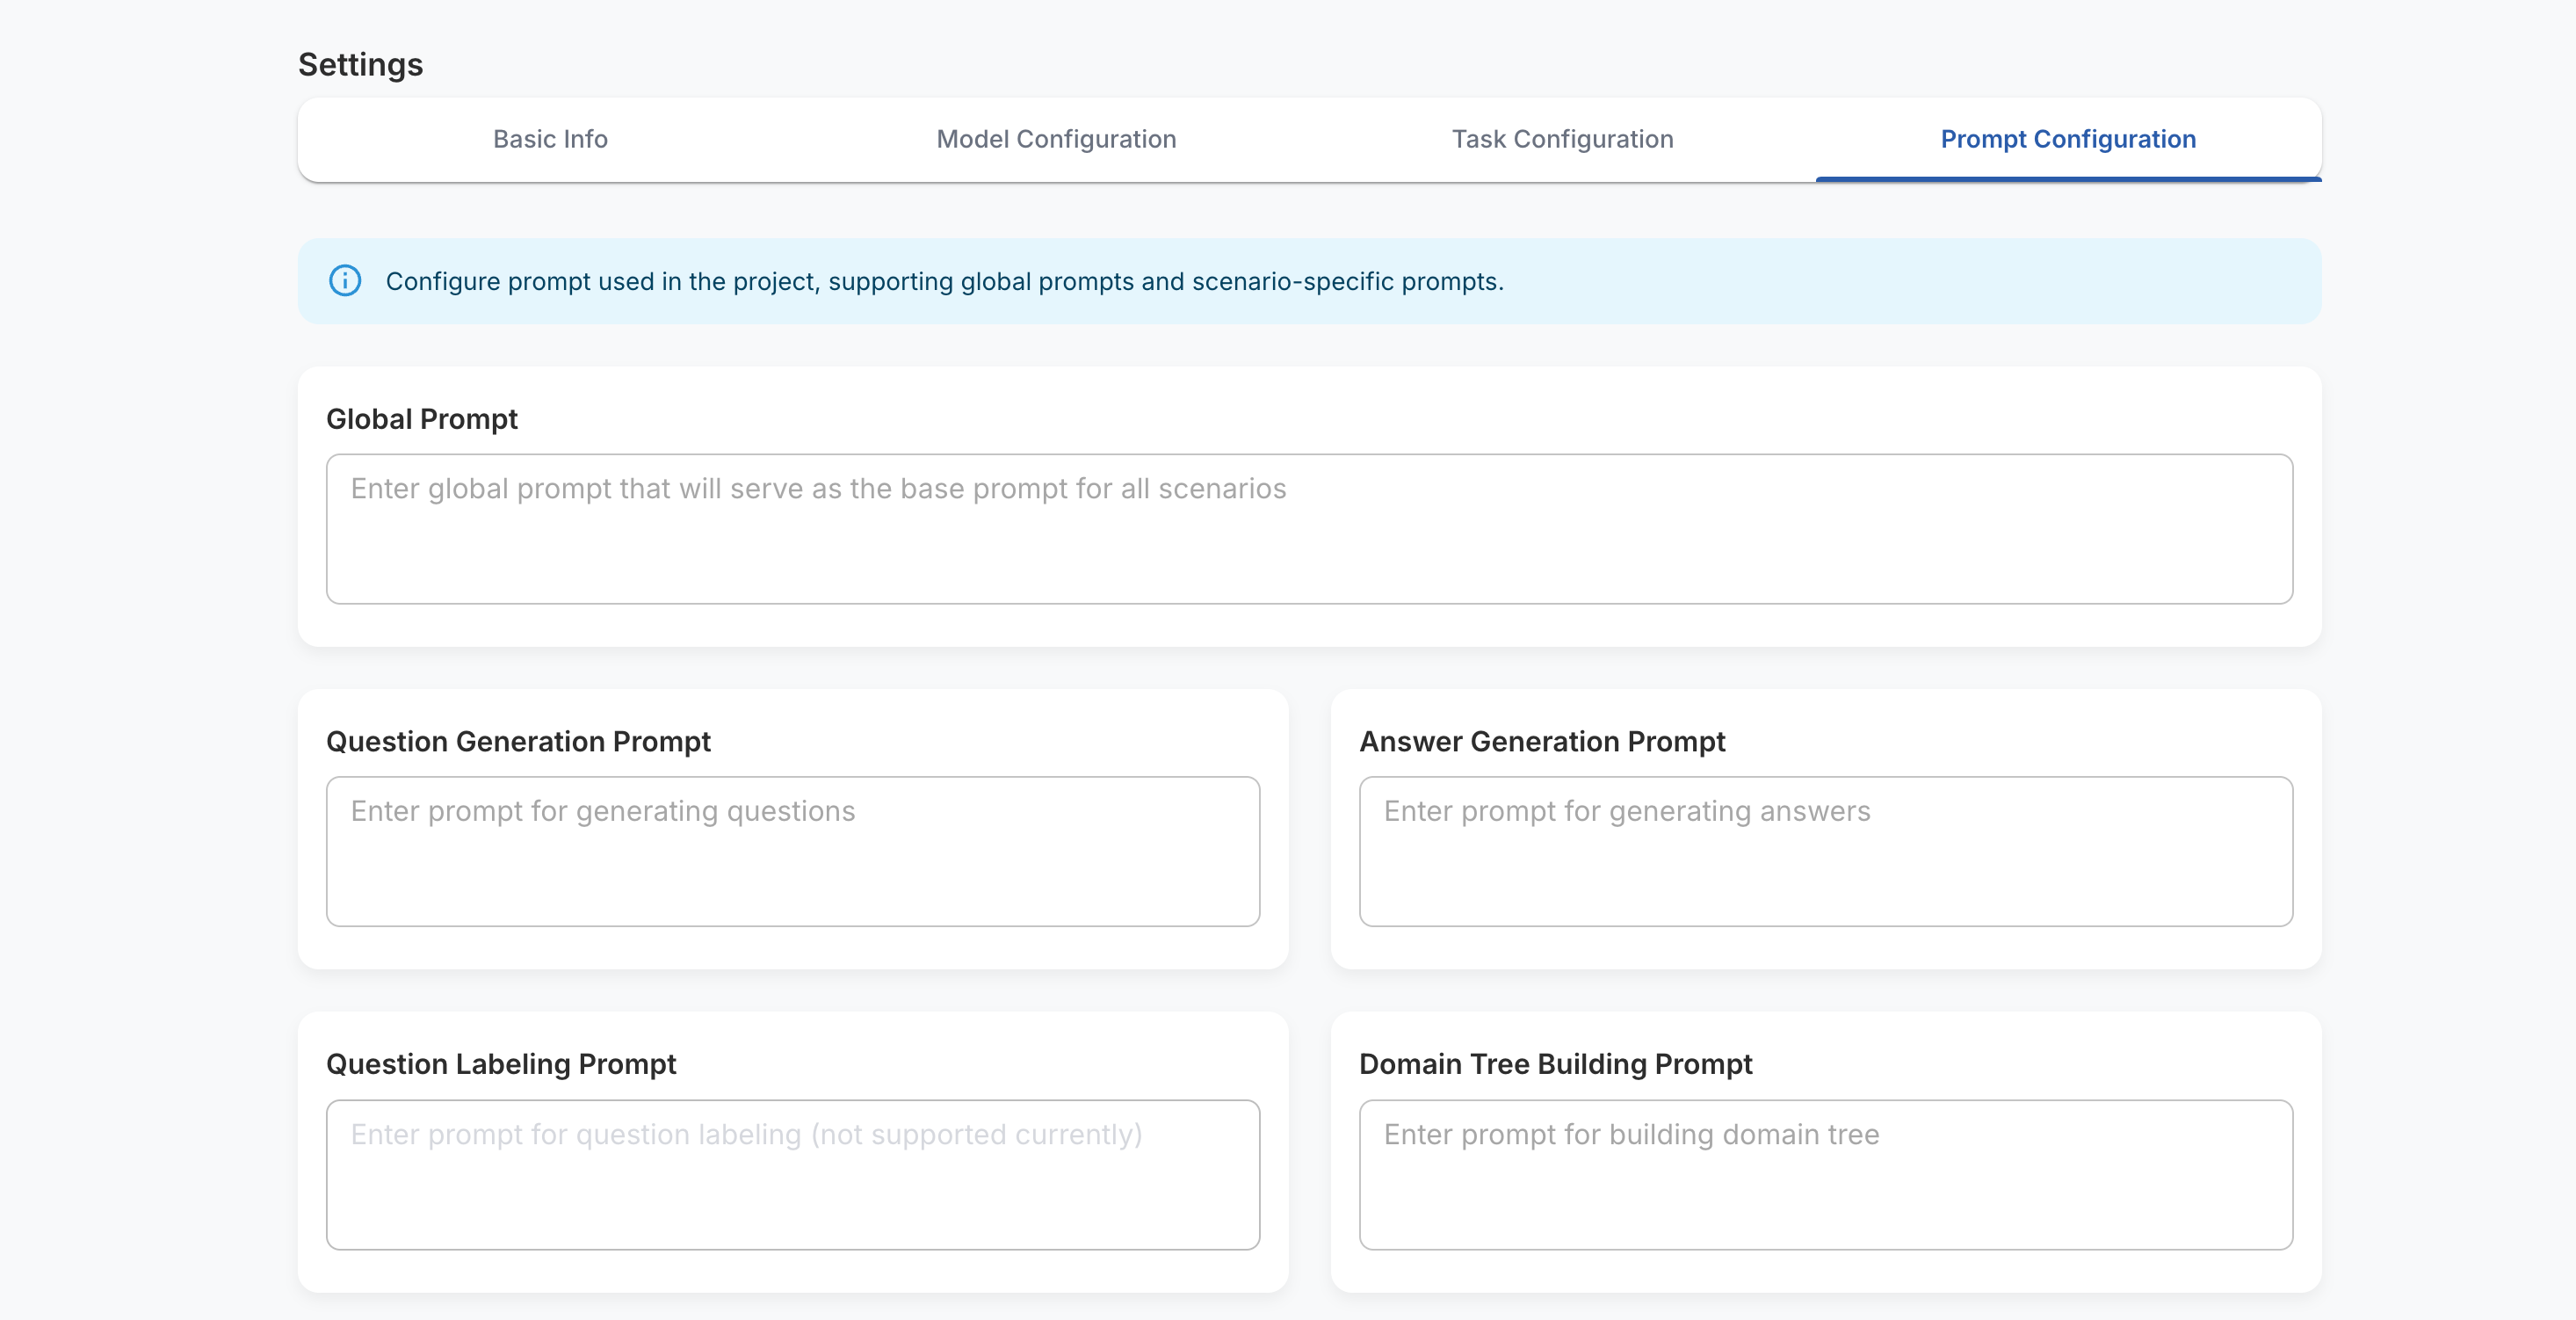 Settings
Basic Info
Model Configuration
Task Configuration
Prompt Configuration
Configure prompt used in the project, supporting global prompts and scenario-specific prompts.
Global Prompt
Enter global prompt that will serve as the base prompt for all scenarios
Question Generation Prompt
Enter prompt for generating questions
Answer Generation Prompt
Enter prompt for generating answers
Question Labeling Prompt
Enter prompt for question labeling (not supported currently)
Domain Tree Building Prompt
Enter prompt for building domain tree